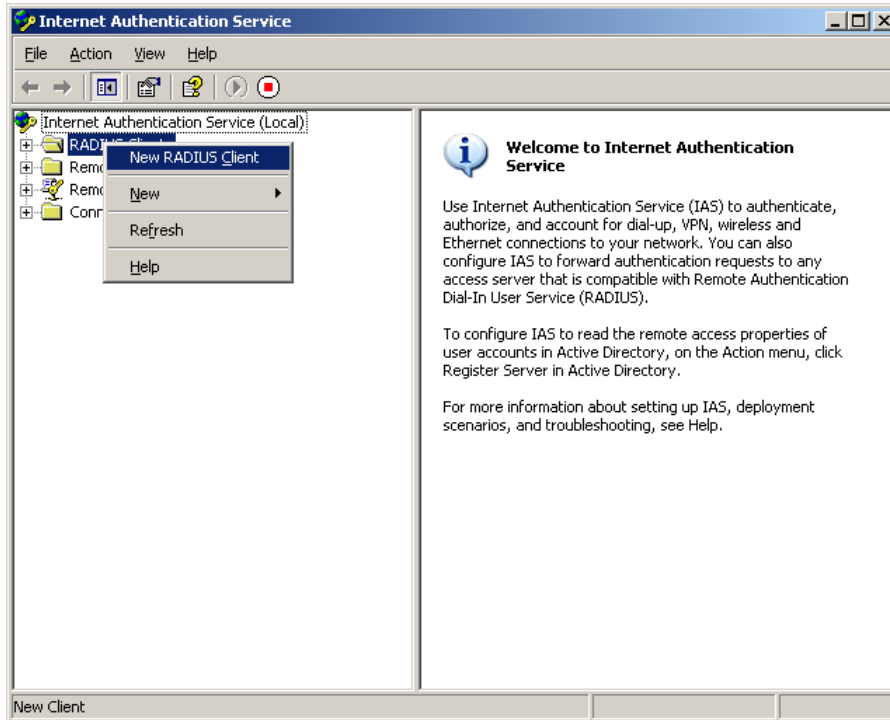 Internet Authentication Service
File Action View Help
Internet Authentication Service (Local)
RADIUS Client
New RADIUS Client
New
Refresh
Help
Welcome to Internet Authentication
Service
Use Internet Authentication Service (IAS) to authenticate,
authorize, and account for dial-up, VPN, wireless and
Ethernet connections to your network. You can also
configure IAS to forward authentication requests to any
access server that is compatible with Remote Authentication
Dial-In User Service (RADIUS).
To configure IAS to read the remote access properties of
user accounts in Active Directory, on the Action menu, click
Register Server in Active Directory.
For more information about setting up IAS, deployment
scenarios, and troubleshooting, see Help.
New Client